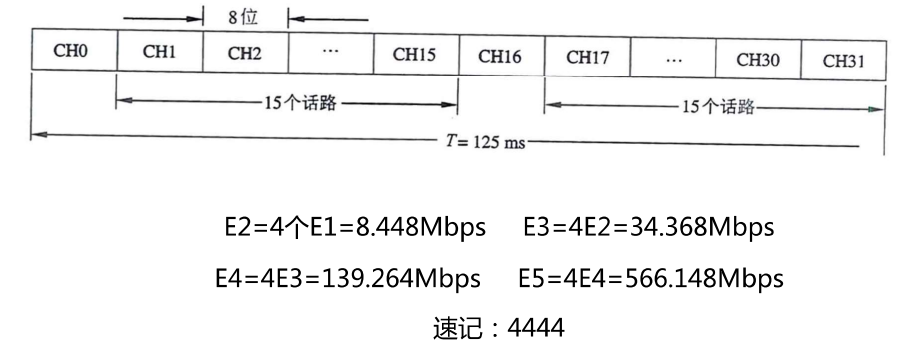 8位
CH0 CH1 CH2 … CH15 CH16 CH17 … CH30 CH31
15个话路 15个话路
T= 125 ms
E2=4个E1=8.448Mbps E3=4E2=34.368Mbps
E4=4E3=139.264Mbps E5=4E4=566.148Mbps
速记：4444